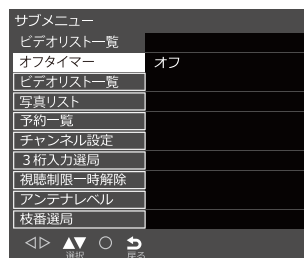 サブメニュー
ビデオリスト一覧
オフタイマー オフ
ビデオリスト一覧
写真リスト
予約一覧
チャンネル設定
3桁入力選局
視聴制限一時解除
アンテナレベル
枝番選局
選択 戻る